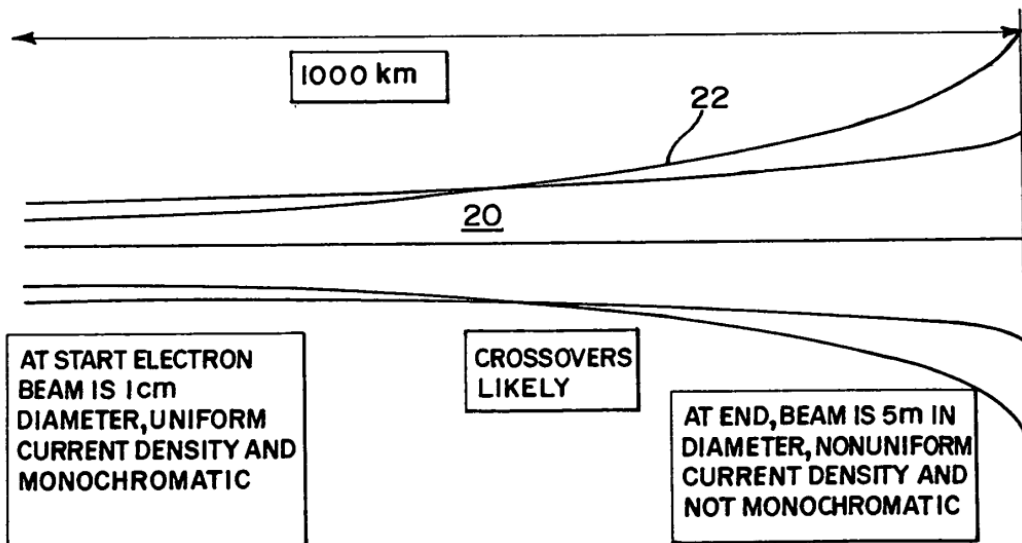 1000 km
22
20
AT START ELECTRON
BEAM IS 1cm
DIAMETER, UNIFORM
CURRENT DENSITY AND
MONOCHROMATIC
CROSSOVERS
LIKELY
AT END, BEAM IS 5m IN
DIAMETER, NONUNIFORM
CURRENT DENSITY AND
NOT MONOCHROMATIC